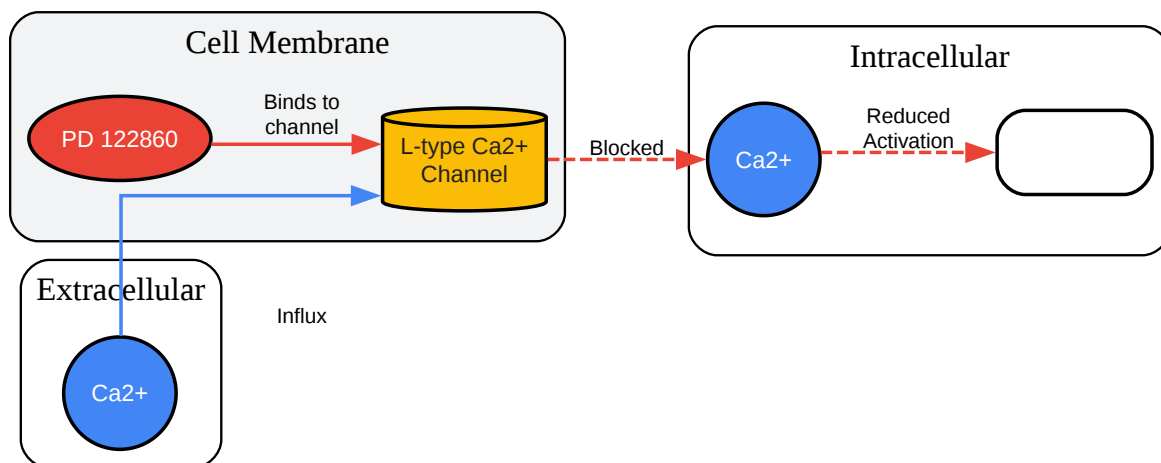 Cell Membrane
PD 122860
Binds to
channel
L-type Ca2+
Channel
Blocked
Intracellular
Ca2+
Reduced
Activation
Extracellular
Influx
Ca2+